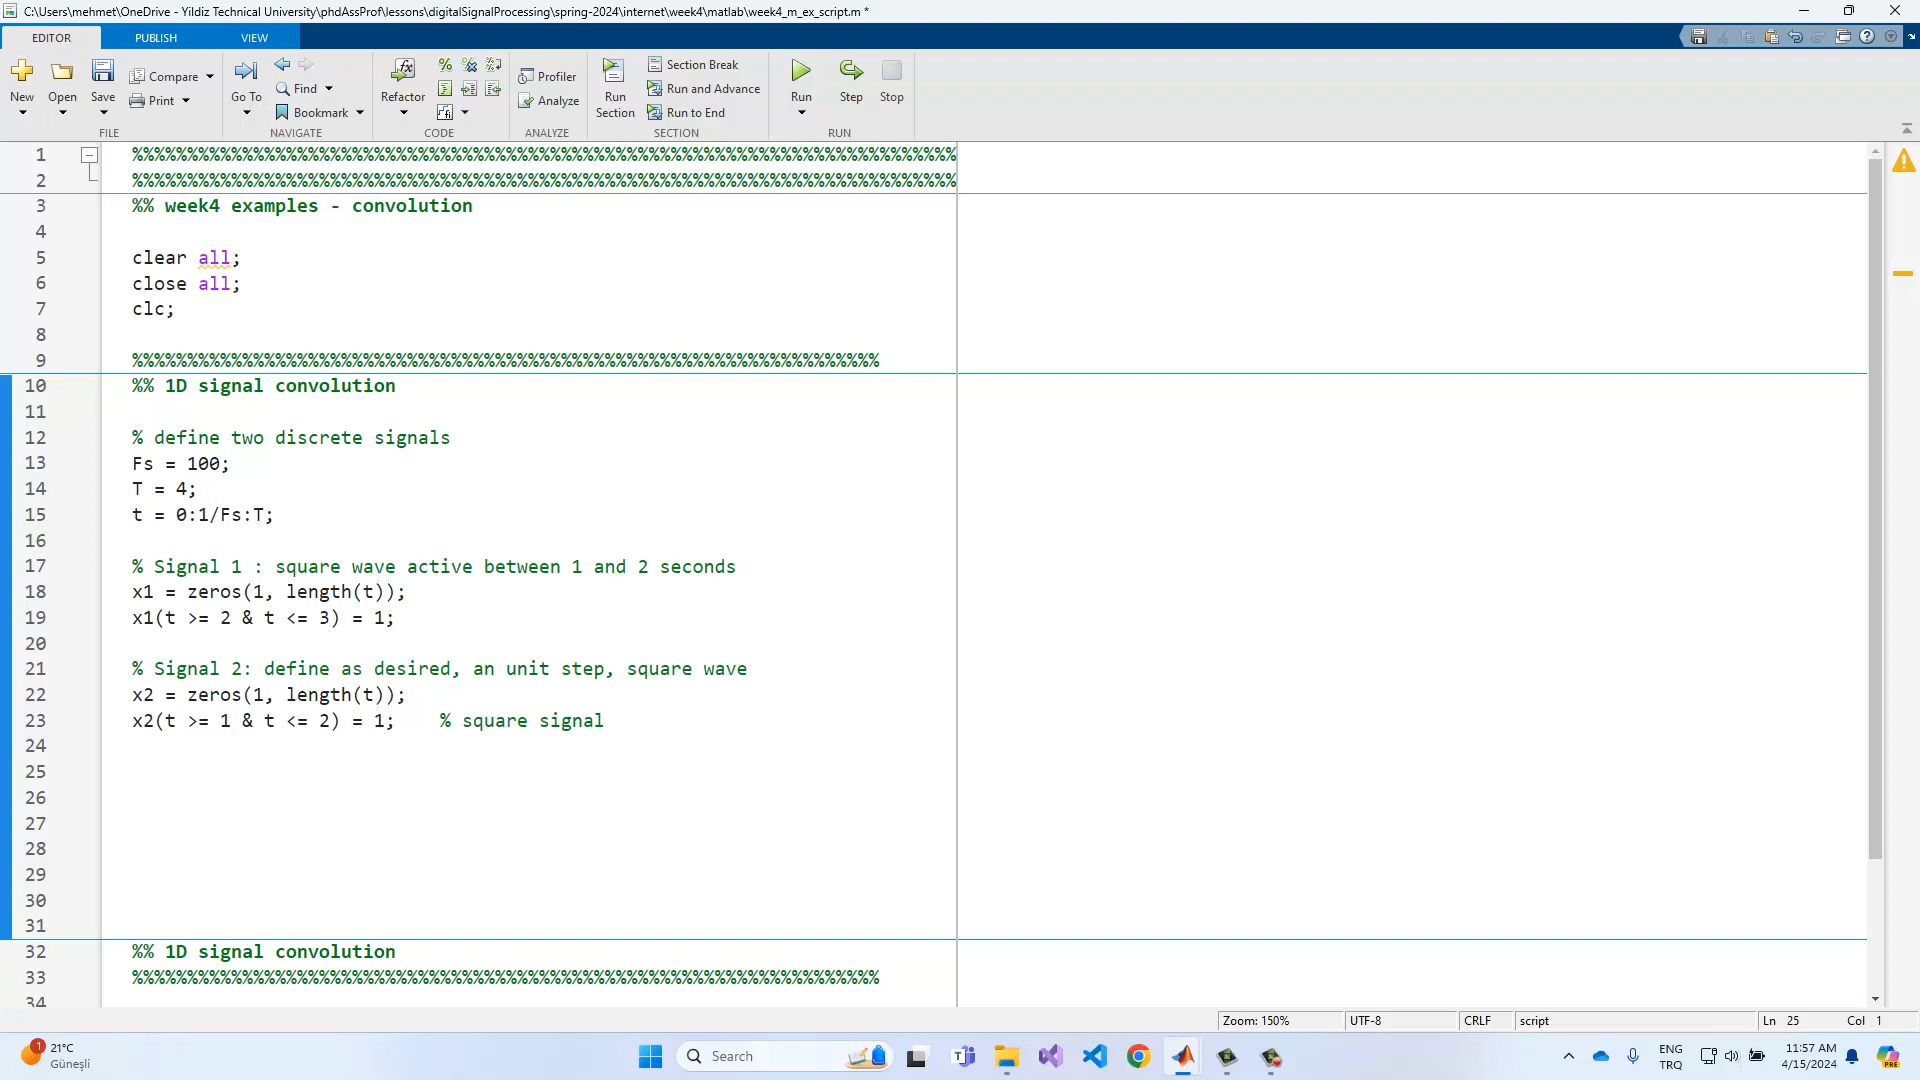 C:\Users\mehmet\OneDrive - Yildiz Technical University\phdAssProf\lessons\digitalSignalProcessing\spring-2024\internet\week4\matlab\week4_m_ex_script.m *
EDITOR PUBLISH VIEW
New Open Save Compare Print
Go To Find Bookmark
Refactor
Profiler Analyze
Run Section
Section Break
Run and Advance
Run to End
Run Step Stop
FILE NAVIGATE CODE ANALYZE SECTION RUN
1 %%%%%%%%%%%%%%%%%%%%%%%%%%%%%%%%%%%%%%%%%%%%%%%%%%%%%%%%%%%%%%%%%%%%%%%%%%%%%
2 %%%%%%%%%%%%%%%%%%%%%%%%%%%%%%%%%%%%%%%%%%%%%%%%%%%%%%%%%%%%%%%%%%%%%%%%%%%%%
3 %% week4 examples - convolution
4
5 clear all;
6 close all;
7 clc;
8
9 %%%%%%%%%%%%%%%%%%%%%%%%%%%%%%%%%%%%%%%%%%%%%%%%%%%%%%%%%%%%%%%%%%%%
10 %% 1D signal convolution
11
12 % define two discrete signals
13 Fs = 100;
14 T = 4;
15 t = 0:1/Fs:T;
16
17 % Signal 1 : square wave active between 1 and 2 seconds
18 x1 = zeros(1, length(t));
19 x1(t >= 2 & t <= 3) = 1;
20
21 % Signal 2: define as desired, an unit step, square wave
22 x2 = zeros(1, length(t));
23 x2(t >= 1 & t <= 2) = 1;    % square signal
24
25
26
27
28
29
30
31
32 %% 1D signal convolution
33 %%%%%%%%%%%%%%%%%%%%%%%%%%%%%%%%%%%%%%%%%%%%%%%%%%%%%%%%%%%%%%%%%%%%
34
Zoom: 150% UTF-8 CRLF script Ln 25 Col 1
1 21°C
Güneşli
Search
ENG
TRQ
11:57 AM
4/15/2024
PRE